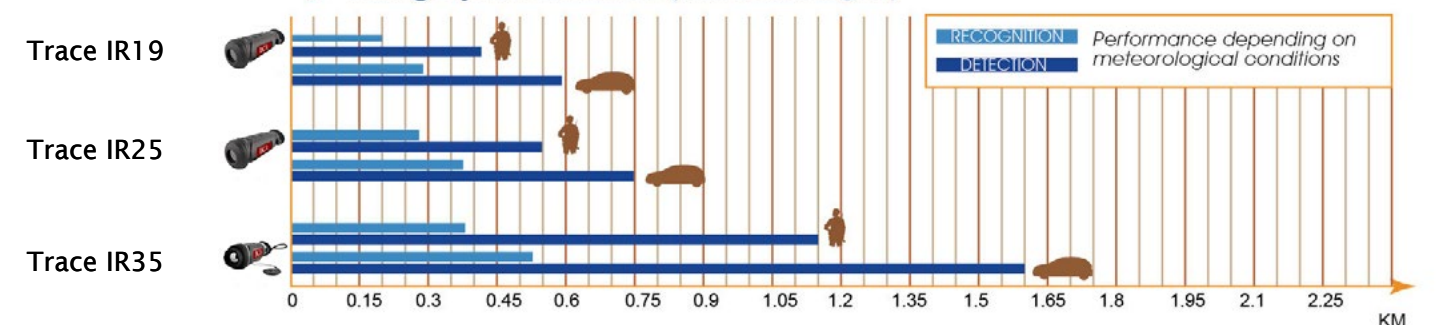 RECOGNITION
DETECTION
Performance depending on
meteorological conditions
Trace IR19
Trace IR25
Trace IR35
0 0.15 0.3 0.45 0.6 0.75 0.9 1.05 1.2 1.35 1.5 1.65 1.8 1.95 2.1 2.25
KM